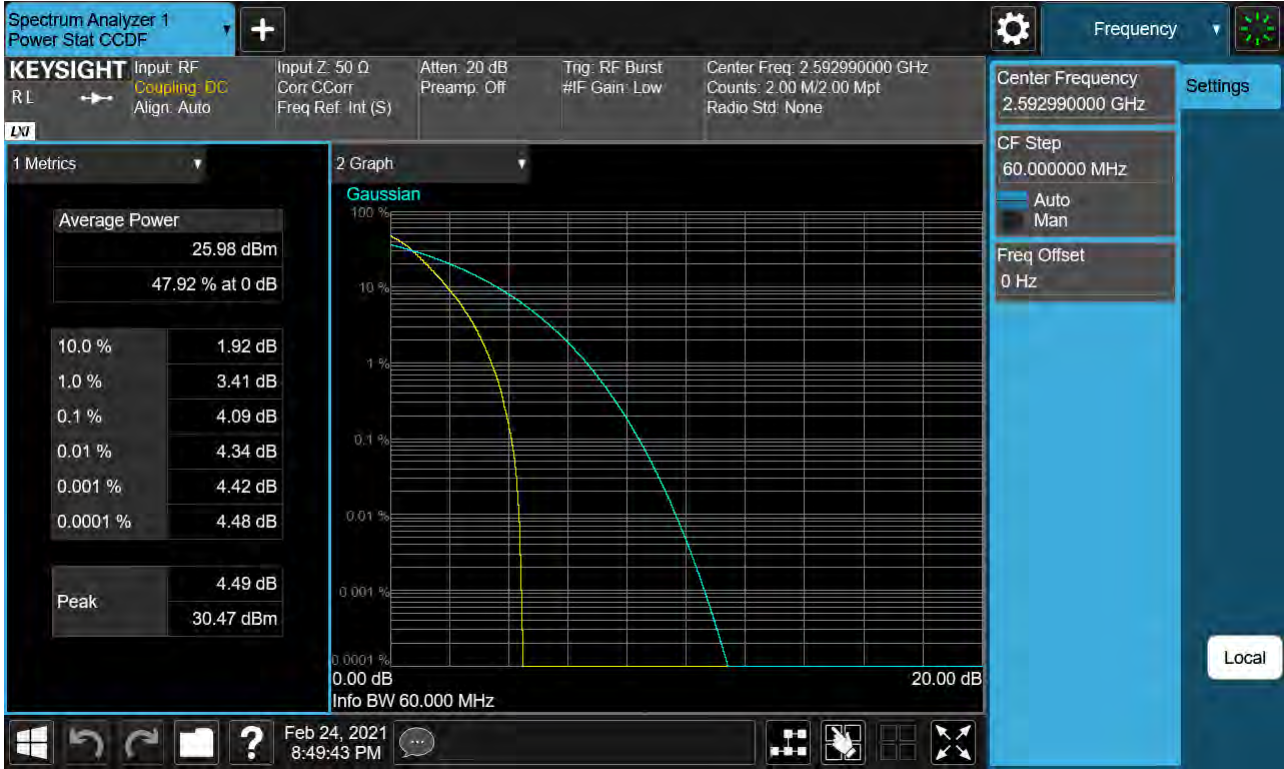 Spectrum Analyzer 1
Power Stat CCDF
Frequency
KEYSIGHT
RL
LXI
Input: RF
Coupling: DC
Align: Auto
Input Z: 50 Ω
Corr CCorr
Freq Ref: Int (S)
Atten: 20 dB
Preamp: Off
Trig: RF Burst
#IF Gain: Low
Center Freq: 2.592990000 GHz
Counts: 2.00 M/2.00 Mpt
Radio Std: None
Center Frequency
2.592990000 GHz
Settings
CF Step
60.000000 MHz
Auto
Man
Freq Offset
0 Hz
Local
1 Metrics
Average Power
25.98 dBm
47.92 % at 0 dB
10.0 % 1.92 dB
1.0 % 3.41 dB
0.1 % 4.09 dB
0.01 % 4.34 dB
0.001 % 4.42 dB
0.0001 % 4.48 dB
Peak 4.49 dB
30.47 dBm
2 Graph
Gaussian
100 %
10 %
1 %
0.1 %
0.01 %
0.001 %
0.0001 %
0.00 dB 20.00 dB
Info BW 60.000 MHz
?
Feb 24, 2021
8:49:43 PM